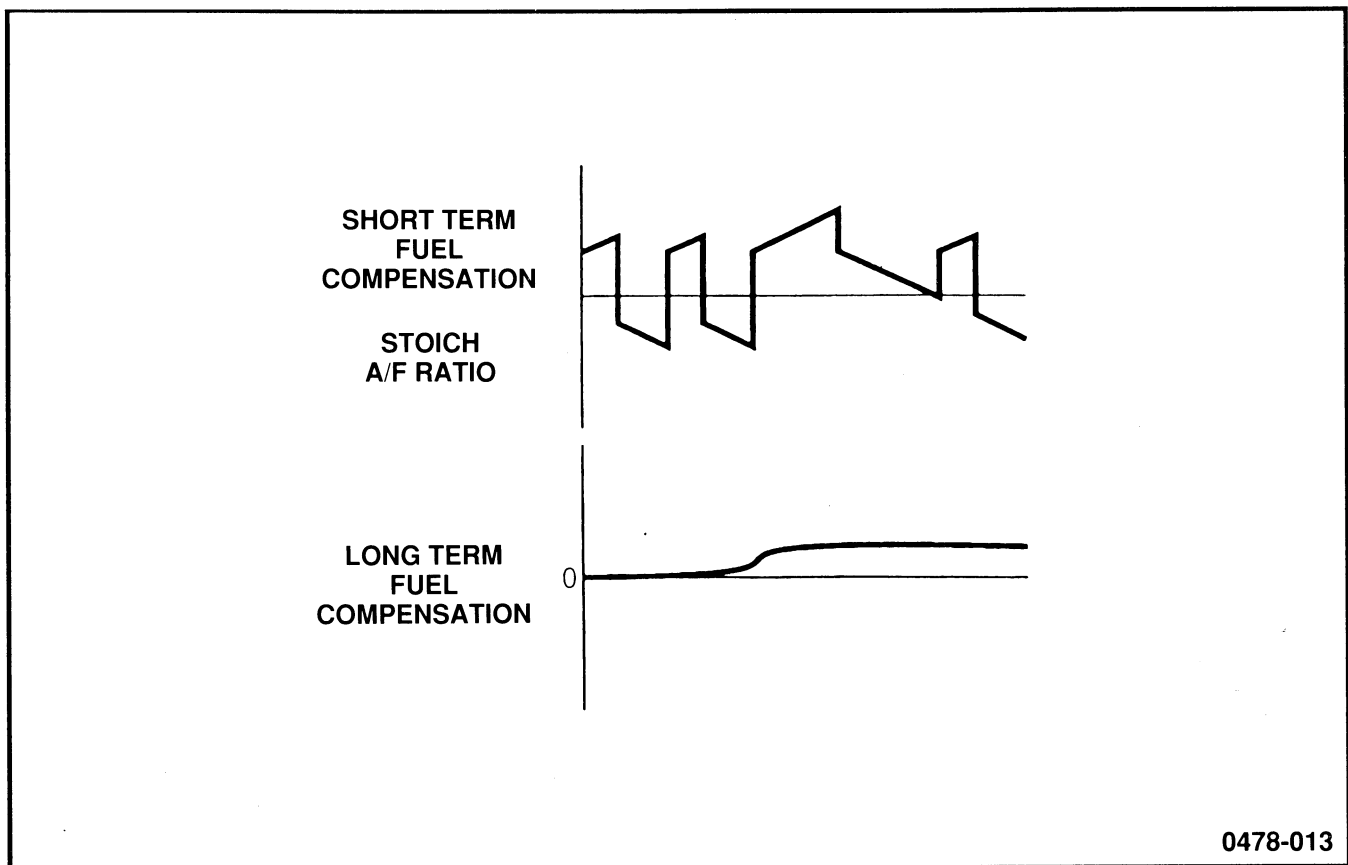 SHORT TERM
FUEL
COMPENSATION
STOICH
A/F RATIO
LONG TERM
FUEL
COMPENSATION
0
0478-013